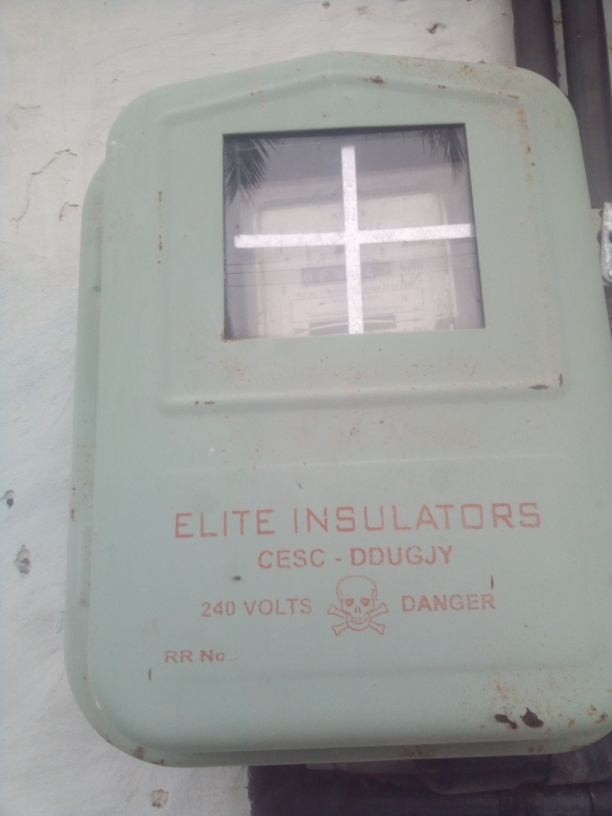 ELITE INSULATORS
CESC - DDUGJY
240 VOLTS DANGER
RR No..